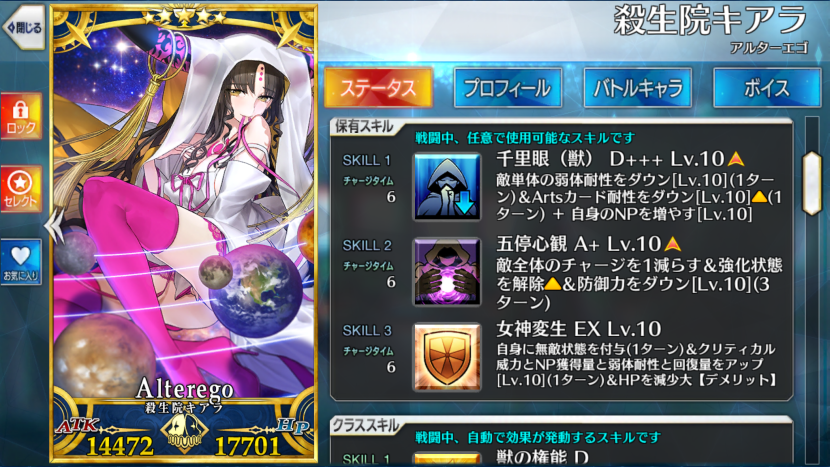 閉じる
殺生院キアラ
アルターエゴ
ステータス
プロフィール
バトルキャラ
ボイス
ロック
セレクト
お気に入り
Alterego
殺生院キアラ
ATK
14472
17701
HP
保有スキル
戦闘中、任意で使用可能なスキルです
SKILL 1
チャージタイム
6
千里眼（獣） D+++ Lv.10
敵単体の弱体耐性をダウン[Lv.10](1ター
ン)＆Artsカード耐性をダウン[Lv.10](1
ターン) ＋ 自身のNPを増やす[Lv.10]
SKILL 2
チャージタイム
6
五停心観 A+ Lv.10
敵全体のチャージを1減らす＆強化状態
を解除＆防御力をダウン[Lv.10](3
ターン)
SKILL 3
チャージタイム
6
女神変生 EX Lv.10
自身に無敵状態を付与(1ターン)＆クリティカル
威力とNP獲得量と弱体耐性と回復量をアップ
[Lv.10](1ターン)＆HPを減少大【デメリット】
クラススキル
戦闘中、自動で効果が発動するスキルです
SKILL 1
獣の権能 D